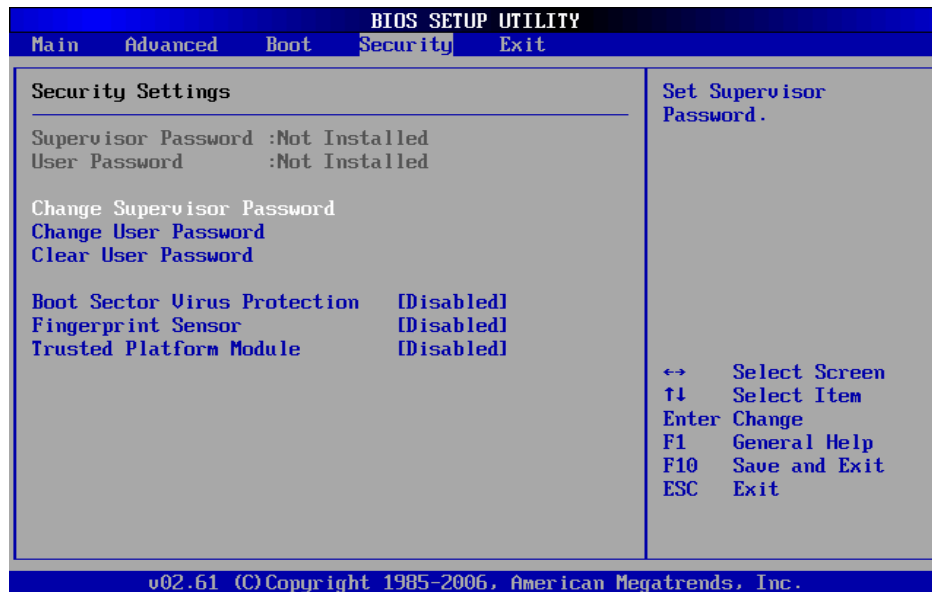 BIOS SETUP UTILITY
Main Advanced Boot Security Exit
Security Settings
Supervisor Password :Not Installed
User Password :Not Installed
Change Supervisor Password
Change User Password
Clear User Password
Boot Sector Virus Protection [Disabled]
Fingerprint Sensor [Disabled]
Trusted Platform Module [Disabled]
Set Supervisor
Password.
←→ Select Screen
↑↓ Select Item
Enter Change
F1 General Help
F10 Save and Exit
ESC Exit
v02.61 (C)Copyright 1985-2006, American Megatrends, Inc.